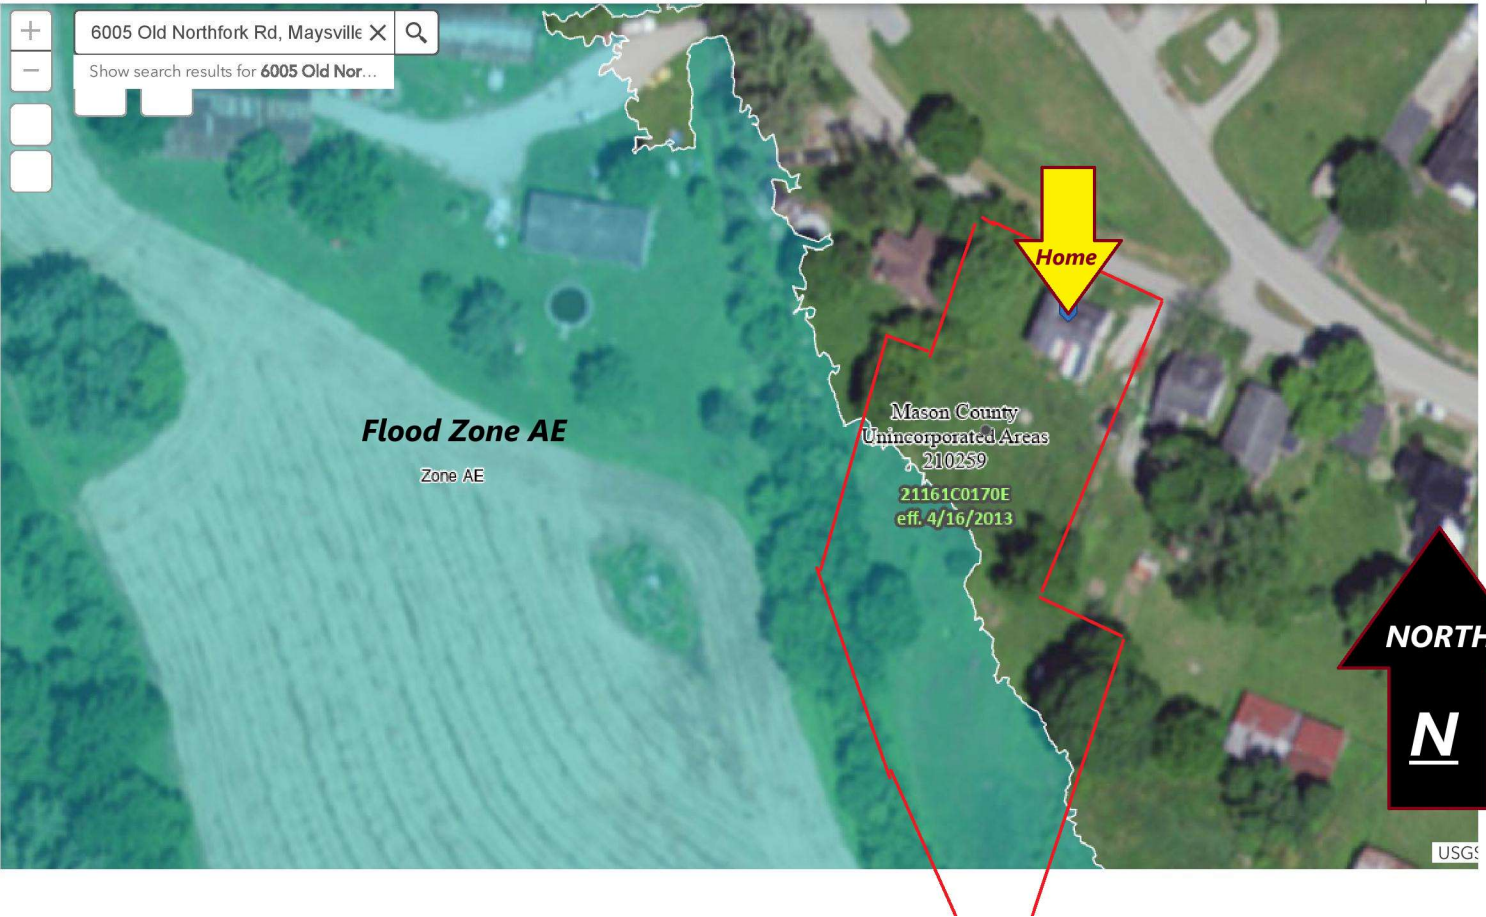 6005 Old Northfork Rd, Maysville
Show search results for 6005 Old Nor...
Home
Flood Zone AE
Zone AE
Mason County
Unincorporated Areas
210259
21161C0170E
eff. 4/16/2013
NORTH
N
USGS